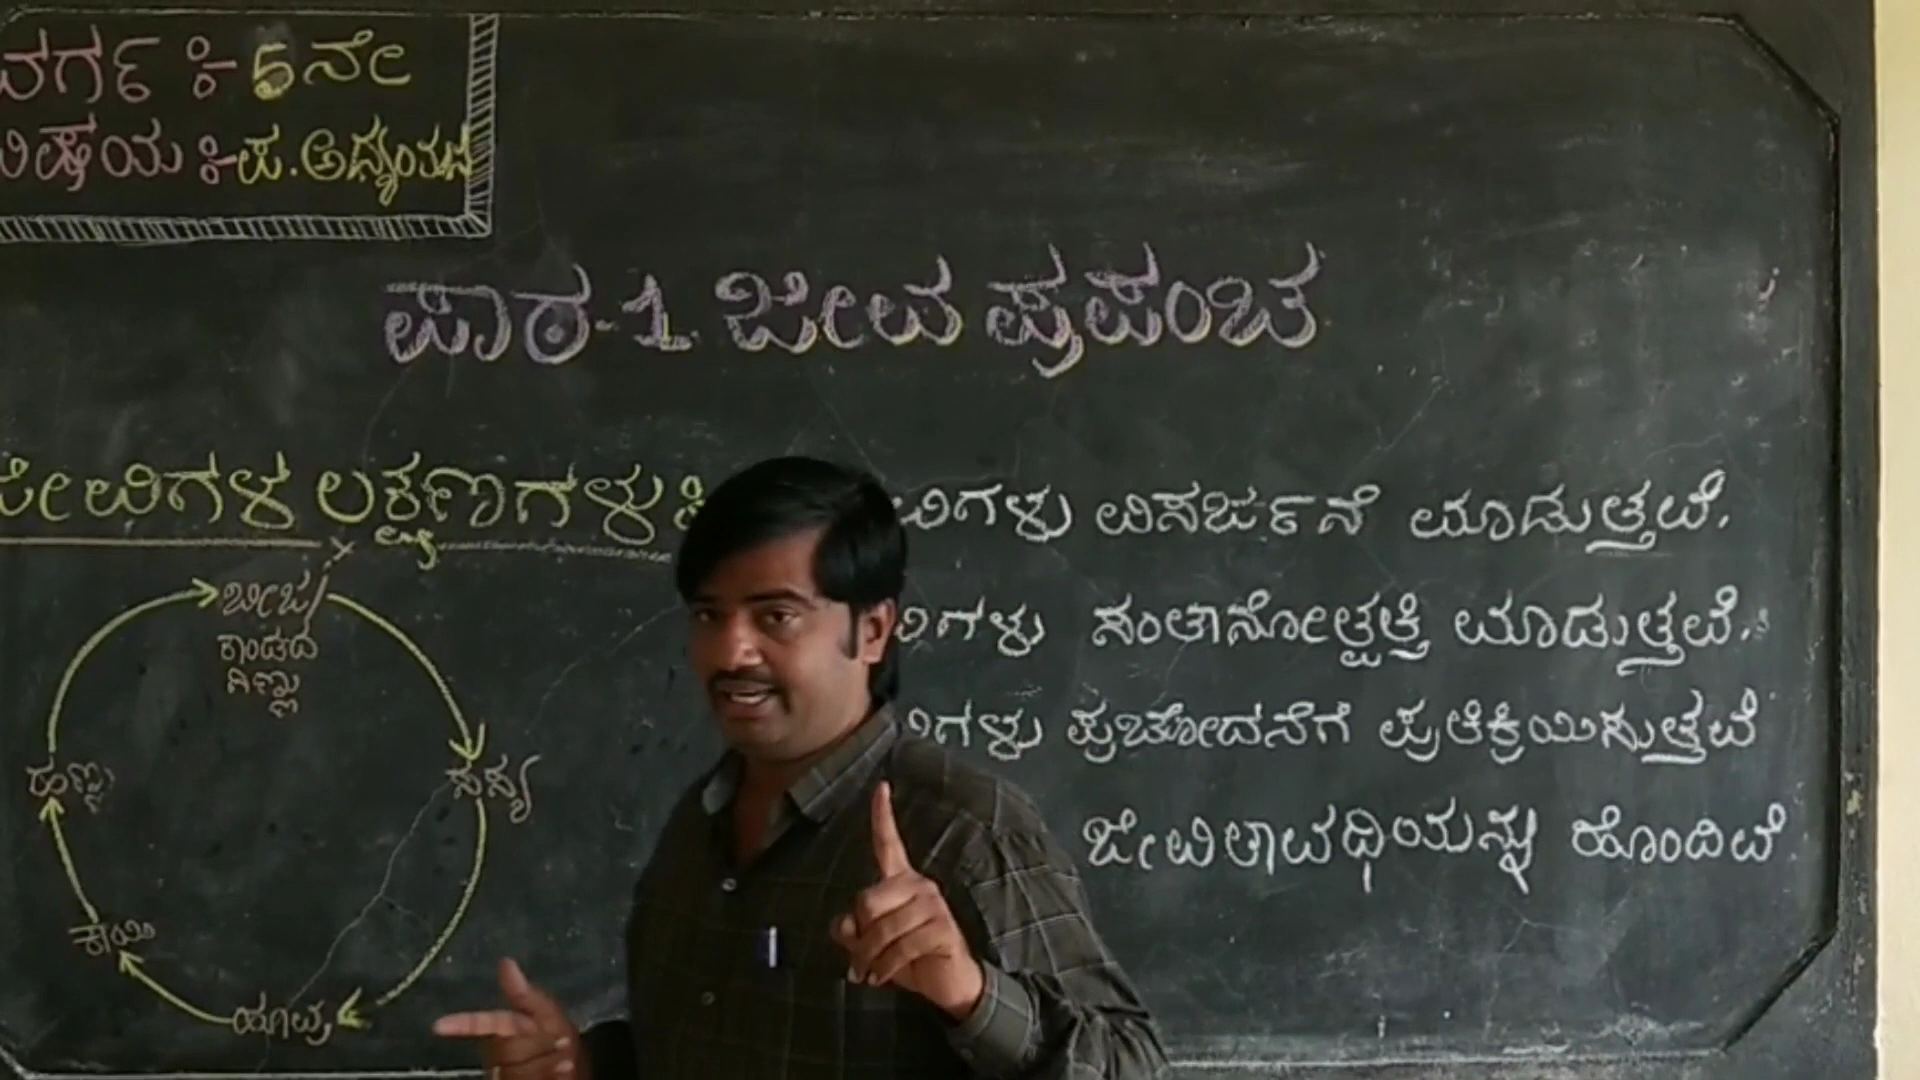 ವರ್ಗ :- 5ನೇ
ವಿಷಯ :- ಪ. ಅಧ್ಯಯನ
ಪಾಠ-1 ಜೀವ ಪ್ರಪಂಚ
ಜೀವಿಗಳ ಲಕ್ಷಣಗಳು :-
ಬೀಜ/
ಕಾಂಡದ
ಗಿಣ್ಣು
ಸಸ್ಯ
ಹೂವು
ಕಾಯಿ
ಹಣ್ಣು
ವಿಗಳು ವಿಸರ್ಜನೆ ಮಾಡುತ್ತವೆ.
ವಿಗಳು ಸಂತಾನೋತ್ಪತ್ತಿ ಮಾಡುತ್ತವೆ.
ವಿಗಳು ಪ್ರಚೋದನೆಗೆ ಪ್ರತಿಕ್ರಿಯಿಸುತ್ತವೆ
ಜೀವಿತಾವಧಿಯನ್ನು ಹೊಂದಿವೆ